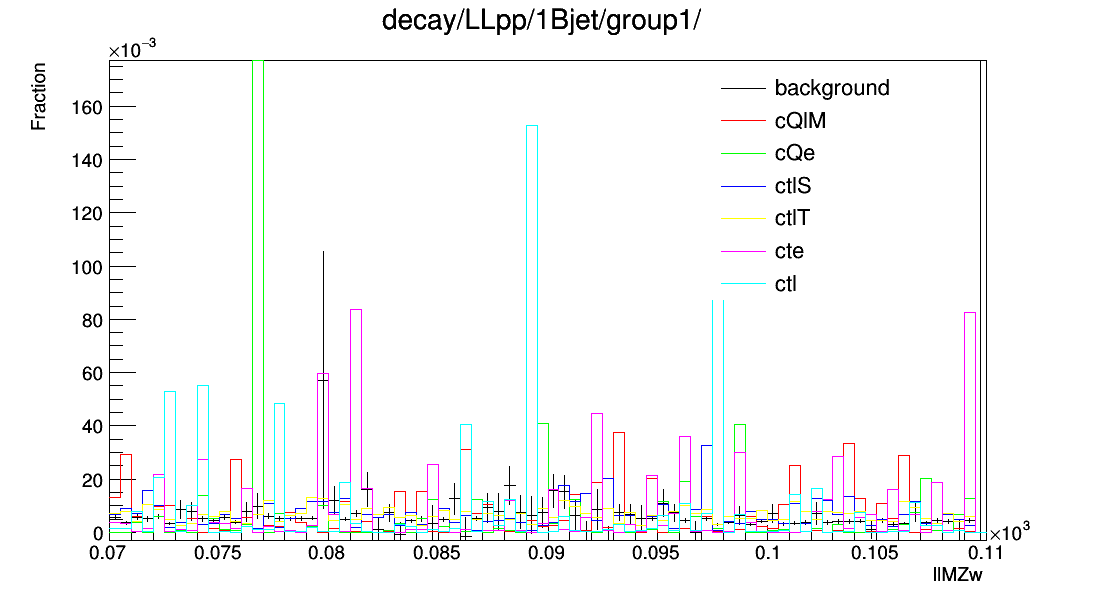 decay/LLpp/1Bjet/group1/
×10⁻³
Fraction
background
cQlM
cQe
ctlS
ctlT
cte
ctl
160
140
120
100
80
60
40
20
0
0.07 0.075 0.08 0.085 0.09 0.095 0.1 0.105 0.11 ×10³
llMZw